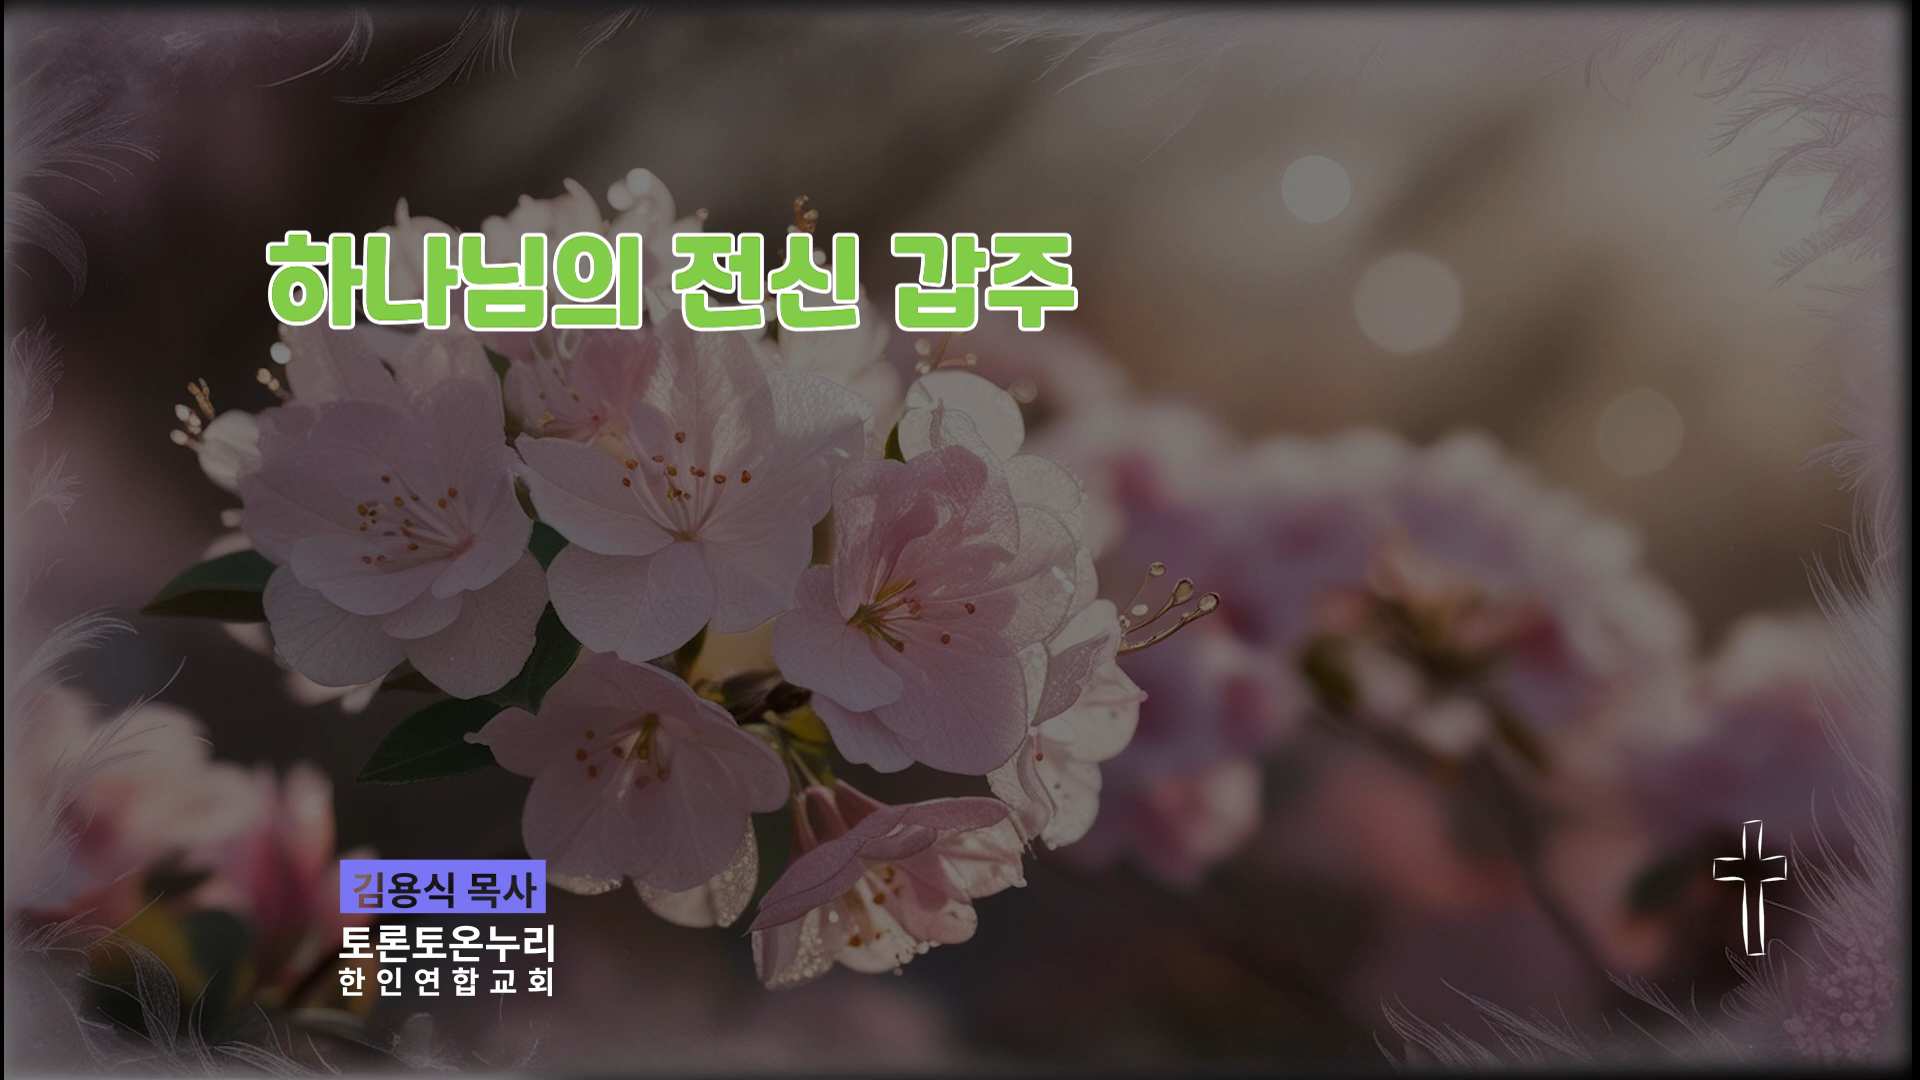 하나님의 전신 갑주
김용식 목사
토론토온누리
한인연합교회